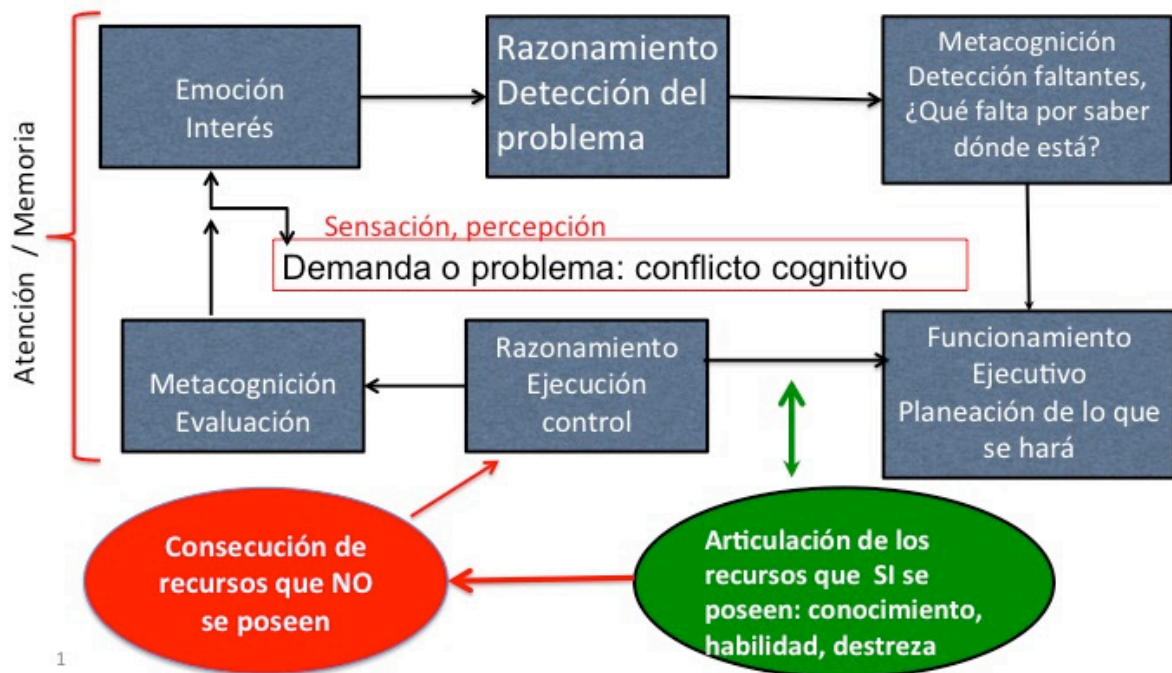 Atención / Memoria
Emoción
Interés
Razonamiento
Detección del
problema
Metacognición
Detección faltantes,
¿Qué falta por saber
dónde está?
Sensación, percepción
Demanda o problema: conflicto cognitivo
Metacognición
Evaluación
Razonamiento
Ejecución
control
Funcionamiento
Ejecutivo
Planeación de lo que
se hará
Consecución de
recursos que NO
se poseen
Articulación de los
recursos que SI se
poseen: conocimiento,
habilidad, destreza
1